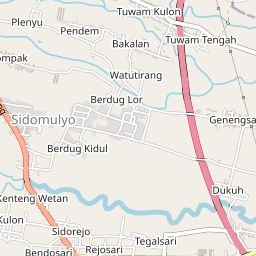 Plenyu
Tuwam Kulon
Pendem
Bakalan
Tuwam Tengah
ompak
Watutirang
Berdug Lor
Sidomulyo
Genengsa
Berdug Kidul
Dukuh
Kenteng Wetan
Kulon
Sidorejo
Tegalsari
Bendosari
Rejosari